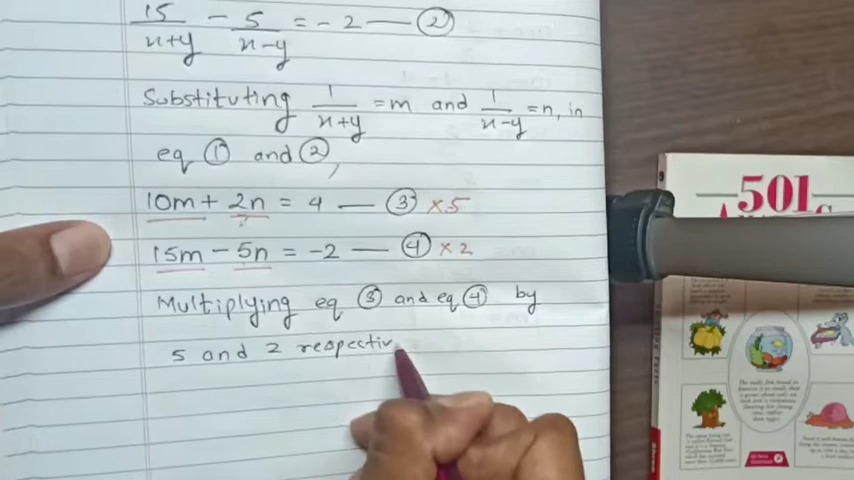 15/(x+y) - 5/(x-y) = -2 — ②
Substituting 1/(x+y) = m and 1/(x-y) = n, in
eq ① and ②,
10m + 2n = 4 — ③ ×5
15m - 5n = -2 — ④ ×2
Multiplying eq ③ and eq ④ by
5 and 2 respectiv
501